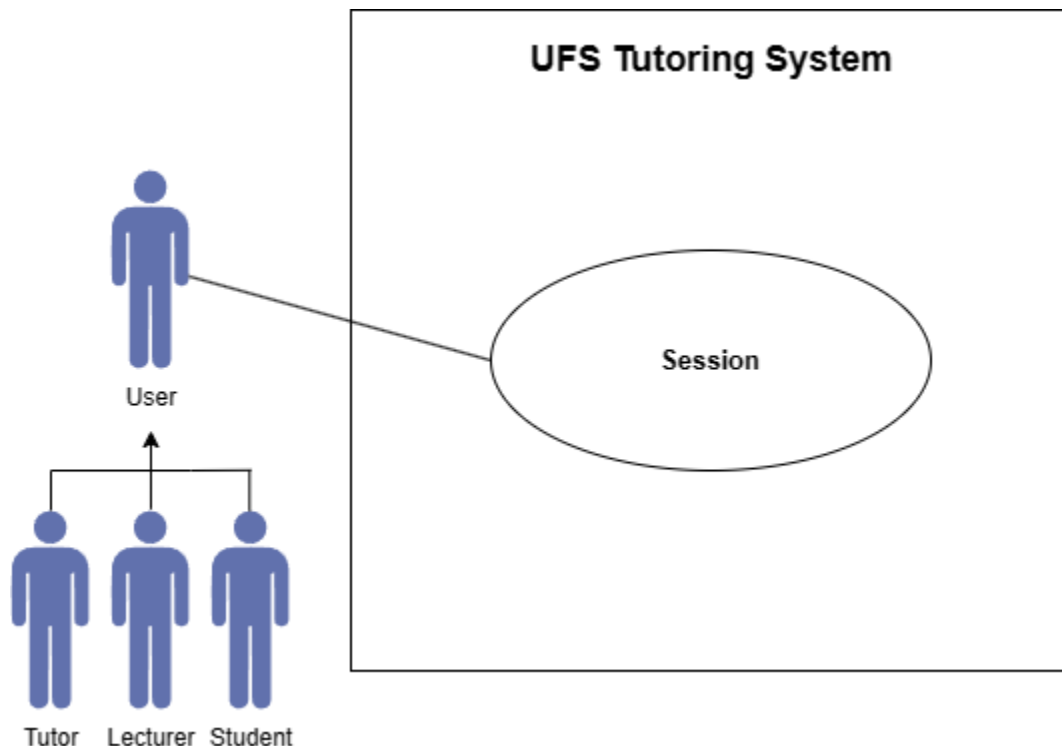 UFS Tutoring System
User
Session
Tutor
Lecturer
Student